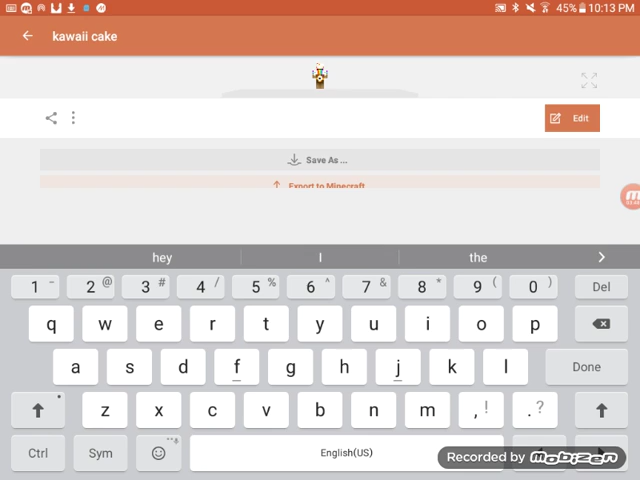 45% 10:13 PM
kawaii cake
Edit
Save As ...
Export to Minecraft
hey I the
1 - 2 @ 3 # 4 / 5 % 6 ^ 7 & 8 * 9 ( 0 ) Del
q w e r t y u i o p
a s d f g h j k l Done
z x c v b n m , ! . ?
Ctrl Sym English(US)
Recorded by mobizen